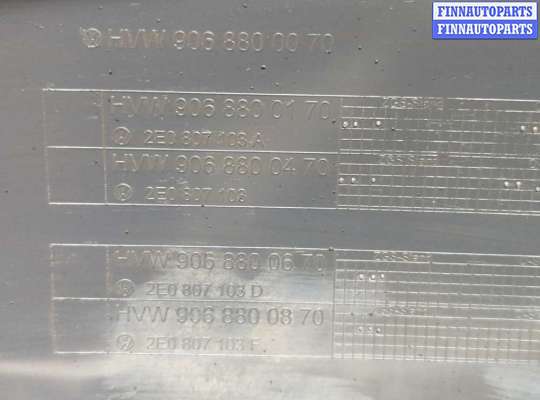 FINNAUTOPARTS
FINNAUTOPARTS
HVW 906 880 00 70
HVW 906 880 01 70
2E0 807 103 A
HVW 906 880 04 70
2E0 807 103
HVW 906 880 06 70
2E0 807 103 D
HVW 906 880 08 70
2E0 807 103 F